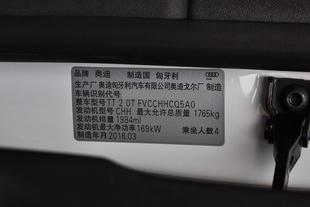 品牌 奥迪 制造国 匈牙利
生产厂 奥迪匈牙利汽车有限公司奥迪戈尔厂 制造
车辆识别代号
整车型号 TT 2.0T FVCCHHCQ5A0
发动机型号 CHH 最大允许总质量 1765kg
发动机排量 1984ml
发动机最大净功率 169kW 乘坐人数 4
制造年月 2016.03